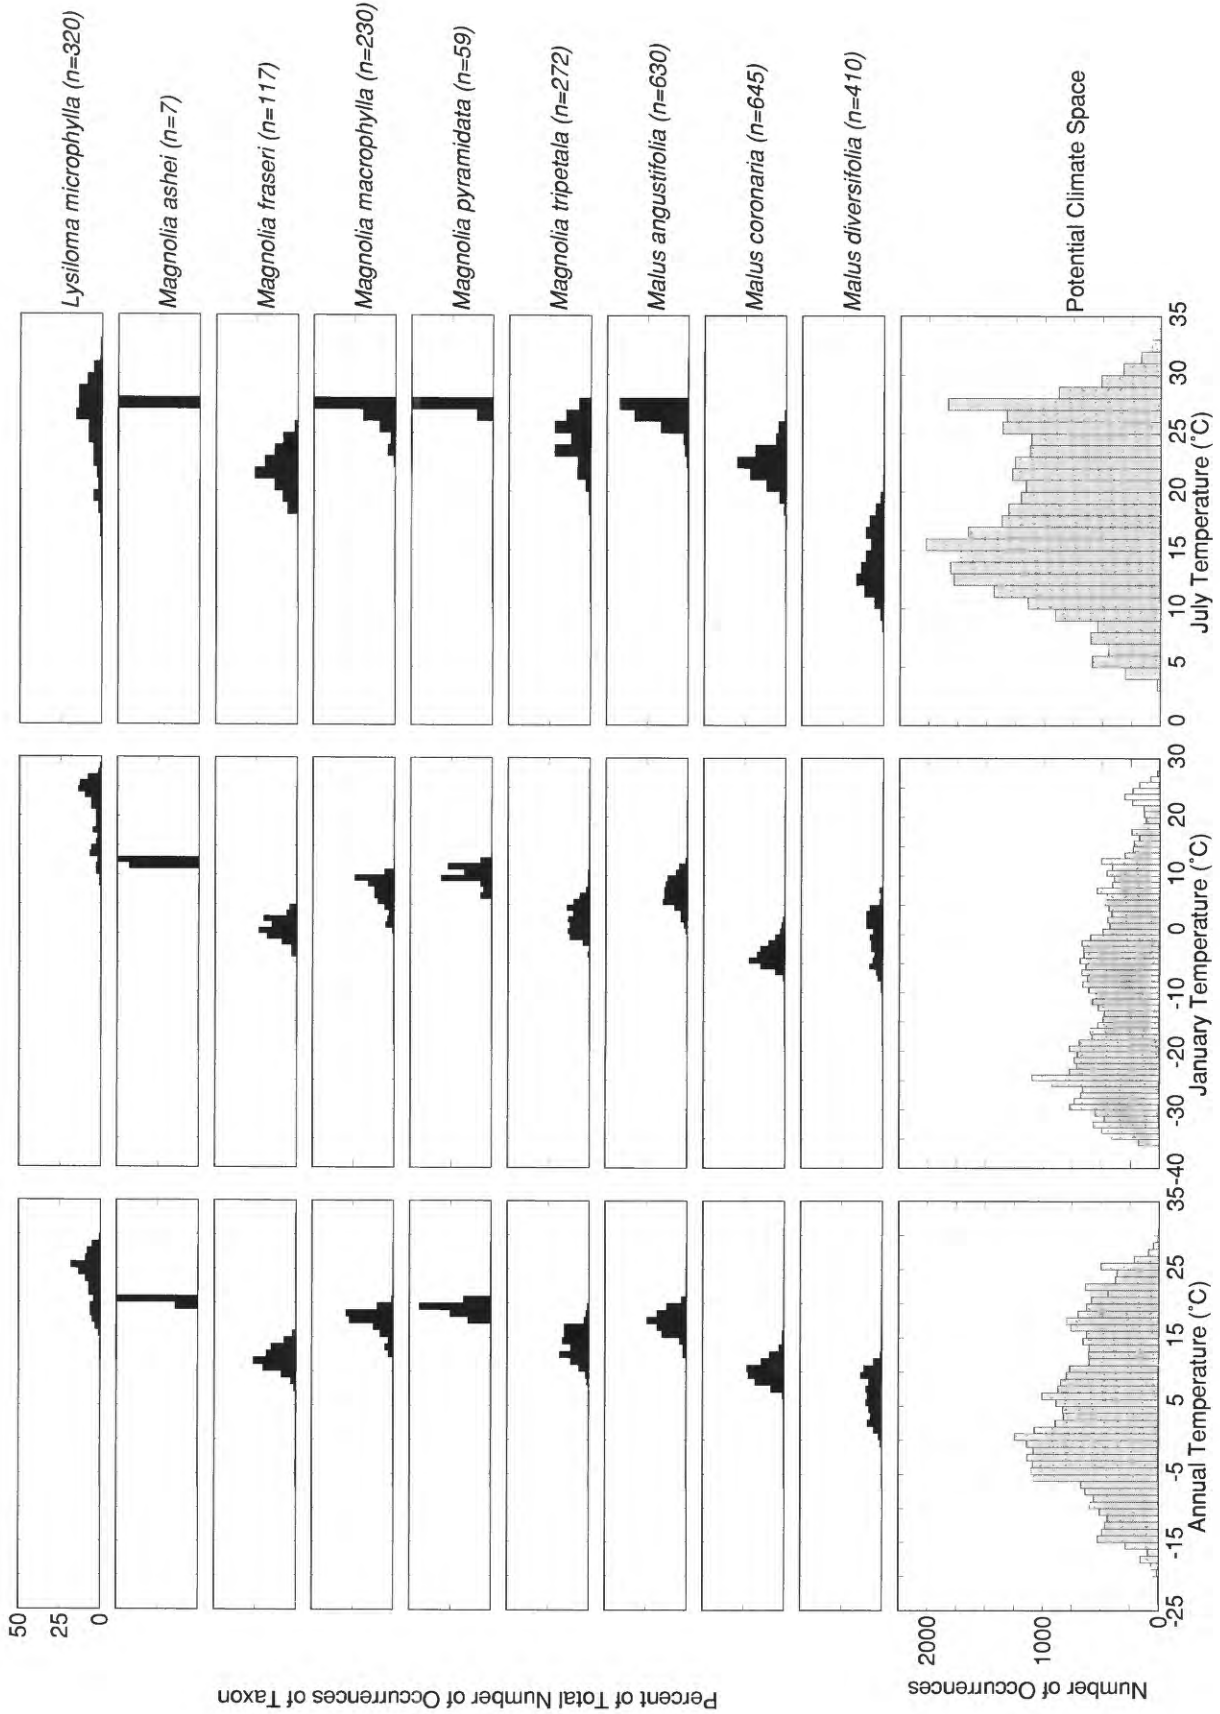 Lysiloma microphylla (n=320)
Magnolia ashei (n=7)
Magnolia fraseri (n=117)
Magnolia macrophylla (n=230)
Magnolia pyramidata (n=59)
Magnolia tripetala (n=272)
Malus angustifolia (n=630)
Malus coronaria (n=645)
Malus diversifolia (n=410)
Potential Climate Space
50
25
0
Percent of Total Number of Occurrences of Taxon
2000
1000
0
Number of Occurrences
-25
-15
-5
5
15
25
35
Annual Temperature (°C)
-40
-30
-20
-10
0
10
20
30
January Temperature (°C)
0
5
10
15
20
25
30
35
July Temperature (°C)